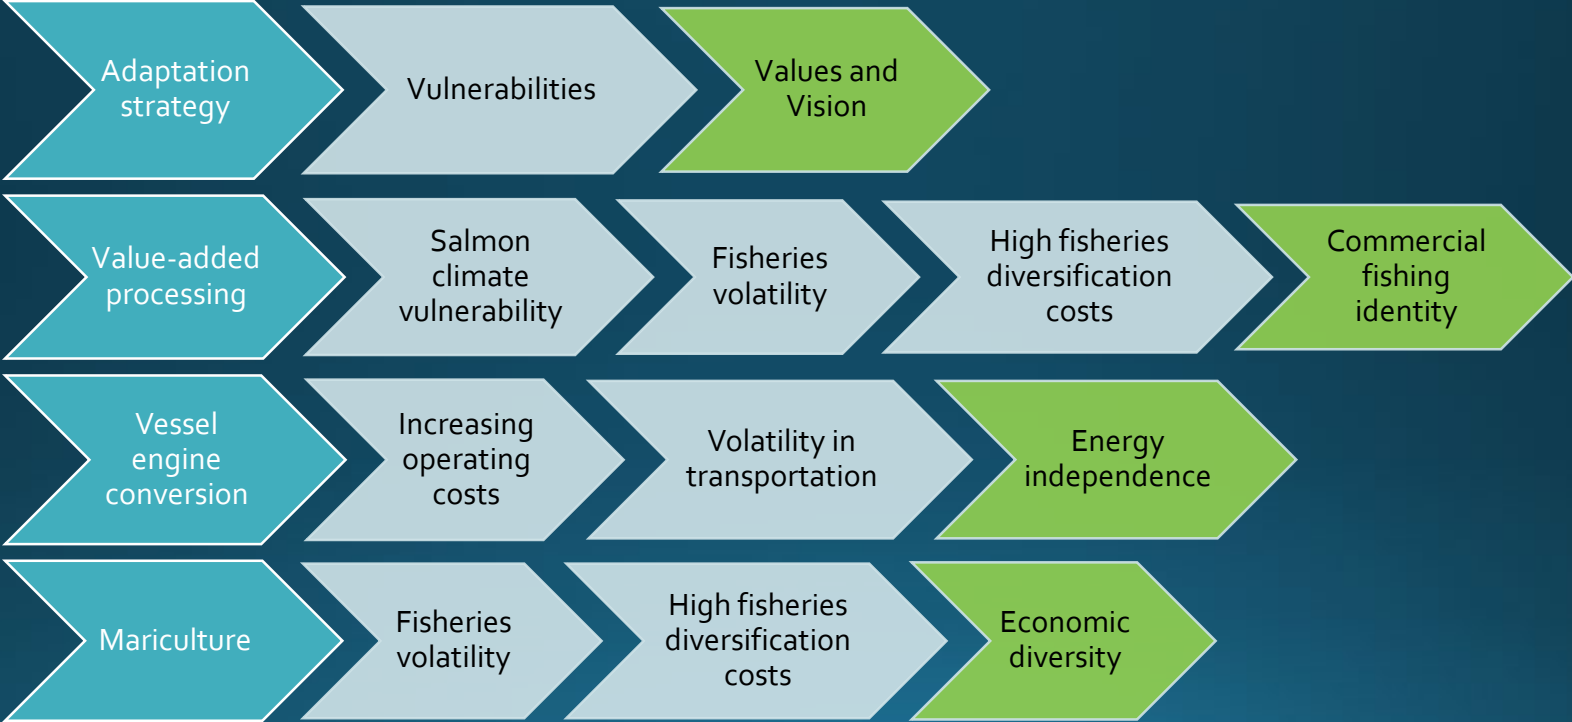 Adaptation
strategy
Vulnerabilities
Values and
Vision
Value-added
processing
Salmon
climate
vulnerability
Fisheries
volatility
High fisheries
diversification
costs
Commercial
fishing
identity
Vessel
engine
conversion
Increasing
operating
costs
Volatility in
transportation
Energy
independence
Mariculture
Fisheries
volatility
High fisheries
diversification
costs
Economic
diversity